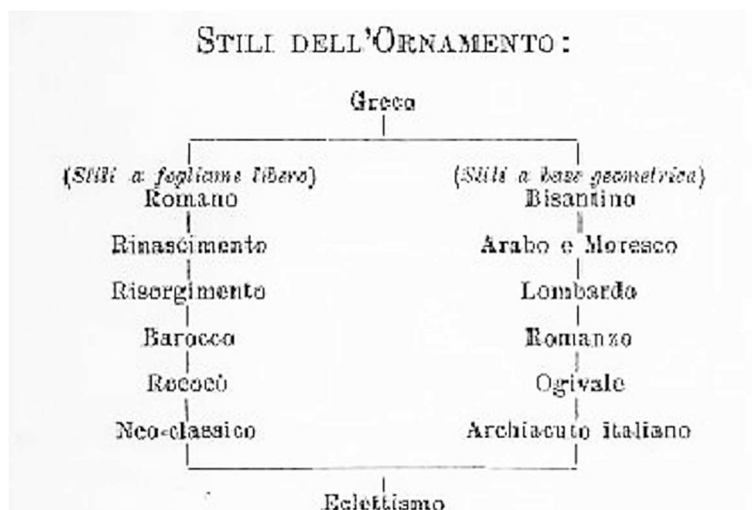 STILI DELL'ORNAMENTO:
Greco
(Stili a fogliame libero) (Stili a base geometrica)
Romano Bisantino
Rinascimento Arabo e Moresco
Risorgimento Lombardo
Barocco Romanzo
Rococò Ogivale
Neo-classico Archiacuto italiano
Eclettismo